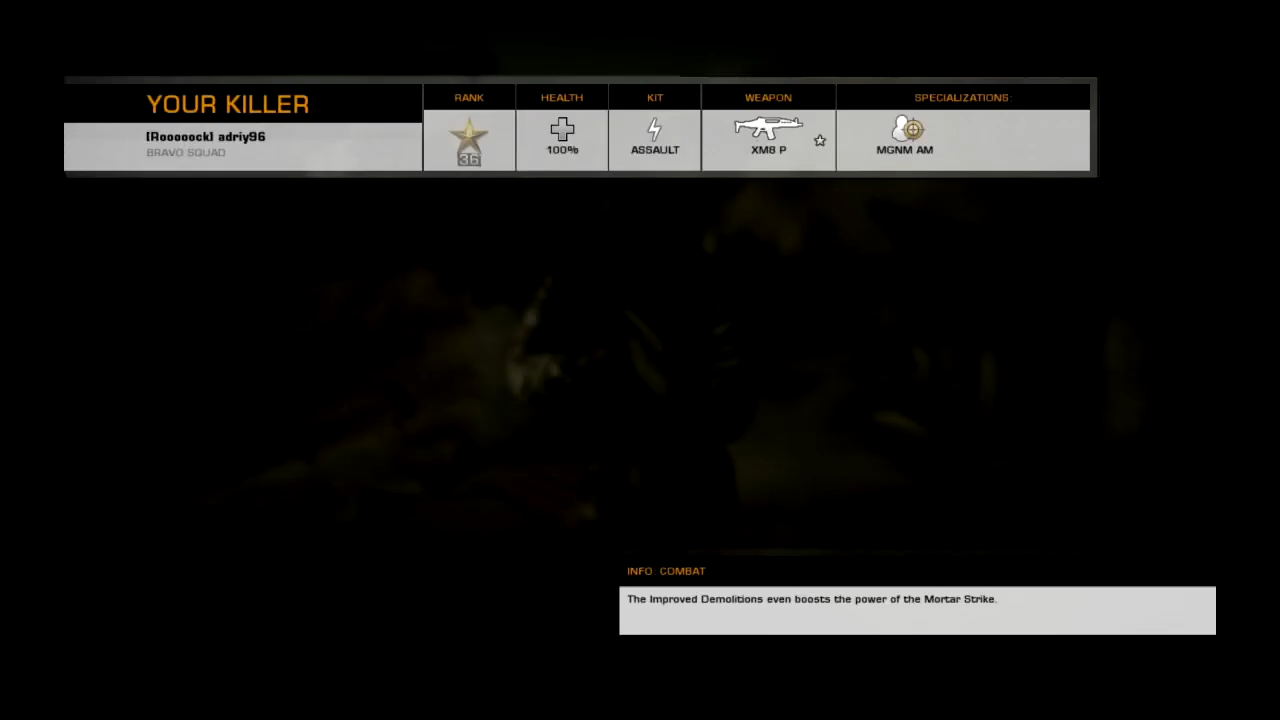 YOUR KILLER
[Rooooock] adriy96
BRAVO SQUAD
RANK
36
HEALTH
100%
KIT
ASSAULT
WEAPON
XM8 P
SPECIALIZATIONS:
MGNM AM
INFO: COMBAT
The Improved Demolitions even boosts the power of the Mortar Strike.